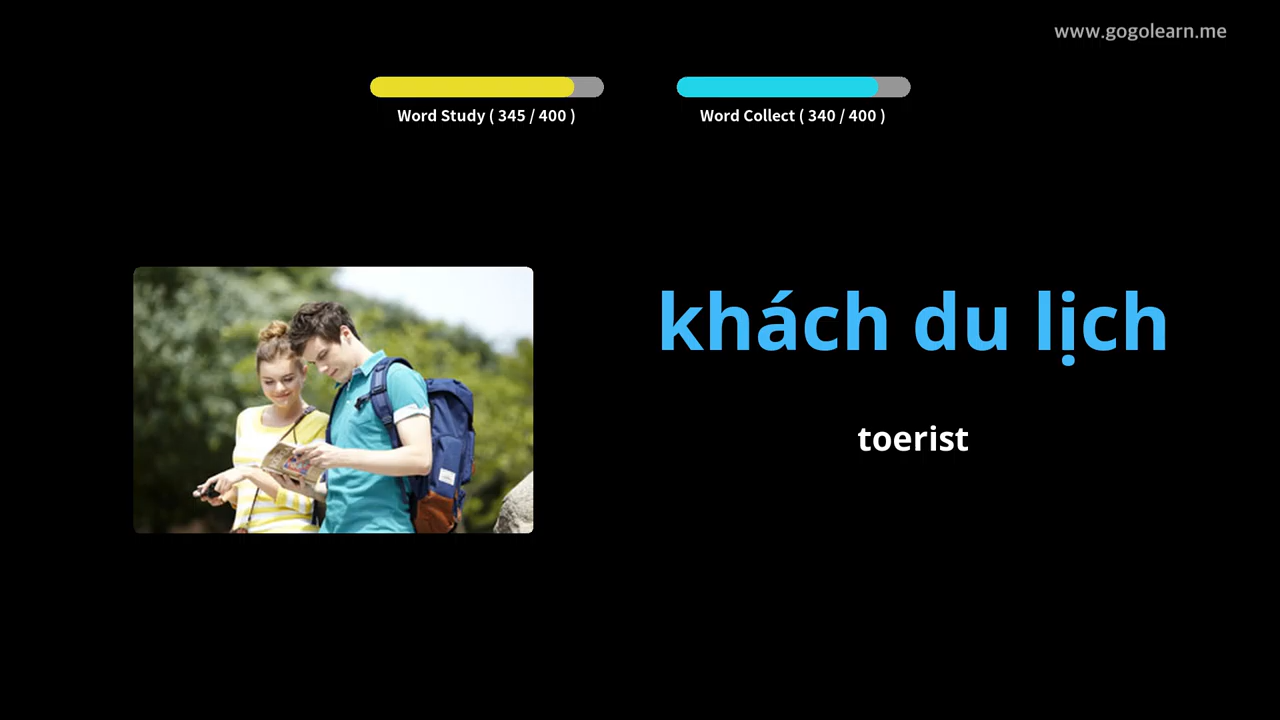 www.gogolearn.me
Word Study ( 345 / 400 )
Word Collect ( 340 / 400 )
khách du lịch
toerist